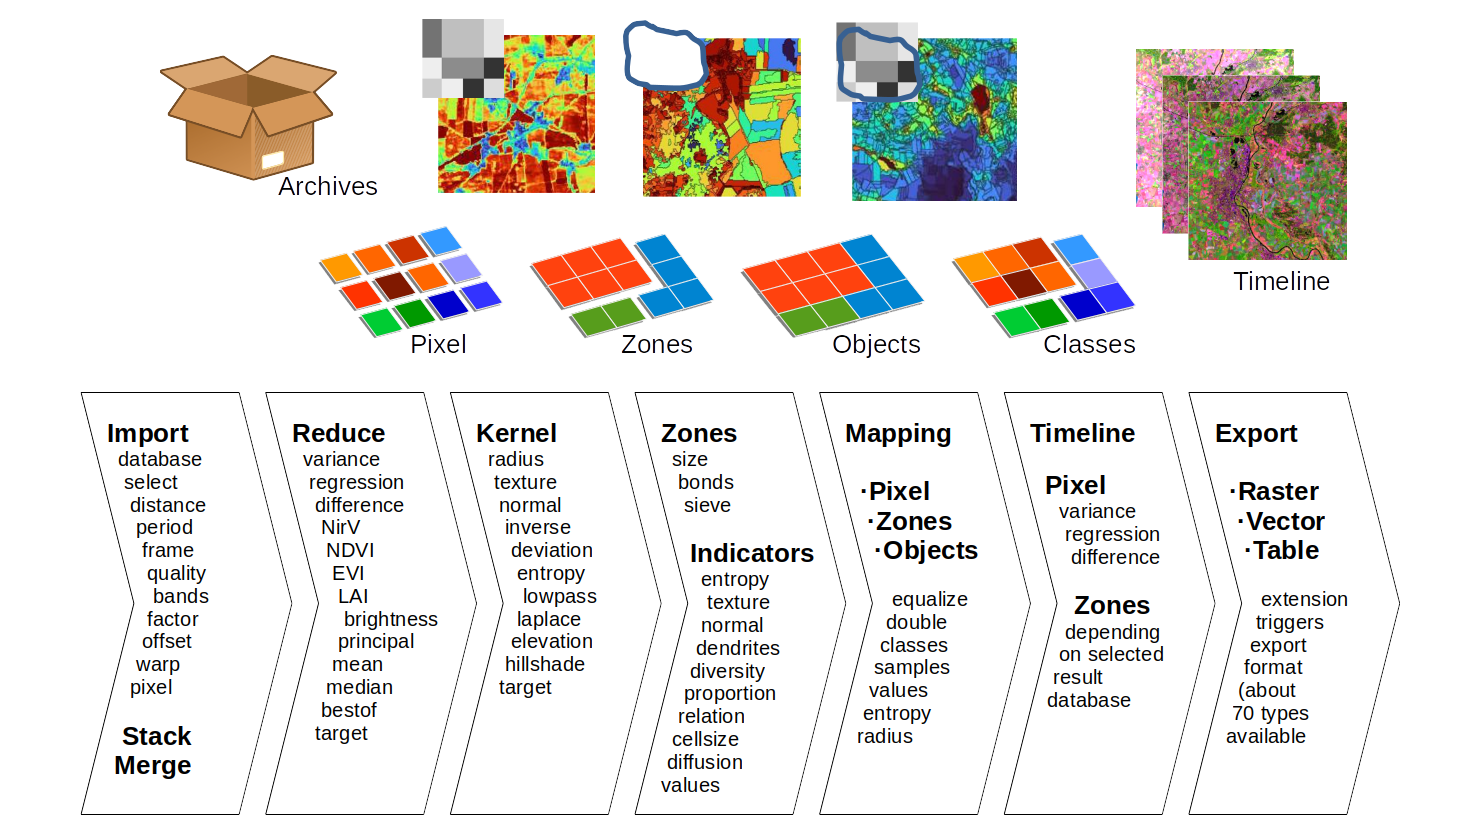 Archives
Timeline
Pixel
Zones
Objects
Classes
Import
database
select
distance
period
frame
quality
bands
factor
offset
warp
pixel
Stack
Merge
Reduce
variance
regression
difference
NirV
NDVI
EVI
LAI
brightness
principal
mean
median
bestof
target
Kernel
radius
texture
normal
inverse
deviation
entropy
lowpass
laplace
elevation
hillshade
target
Zones
size
bonds
sieve
Indicators
entropy
texture
normal
dendrites
diversity
proportion
relation
cellsize
diffusion
values
Mapping
·Pixel
·Zones
·Objects
equalize
double
classes
samples
values
entropy
radius
Timeline
Pixel
variance
regression
difference
Zones
depending
on selected
result
database
Export
·Raster
·Vector
·Table
extension
triggers
export
format
(about
70 types
available